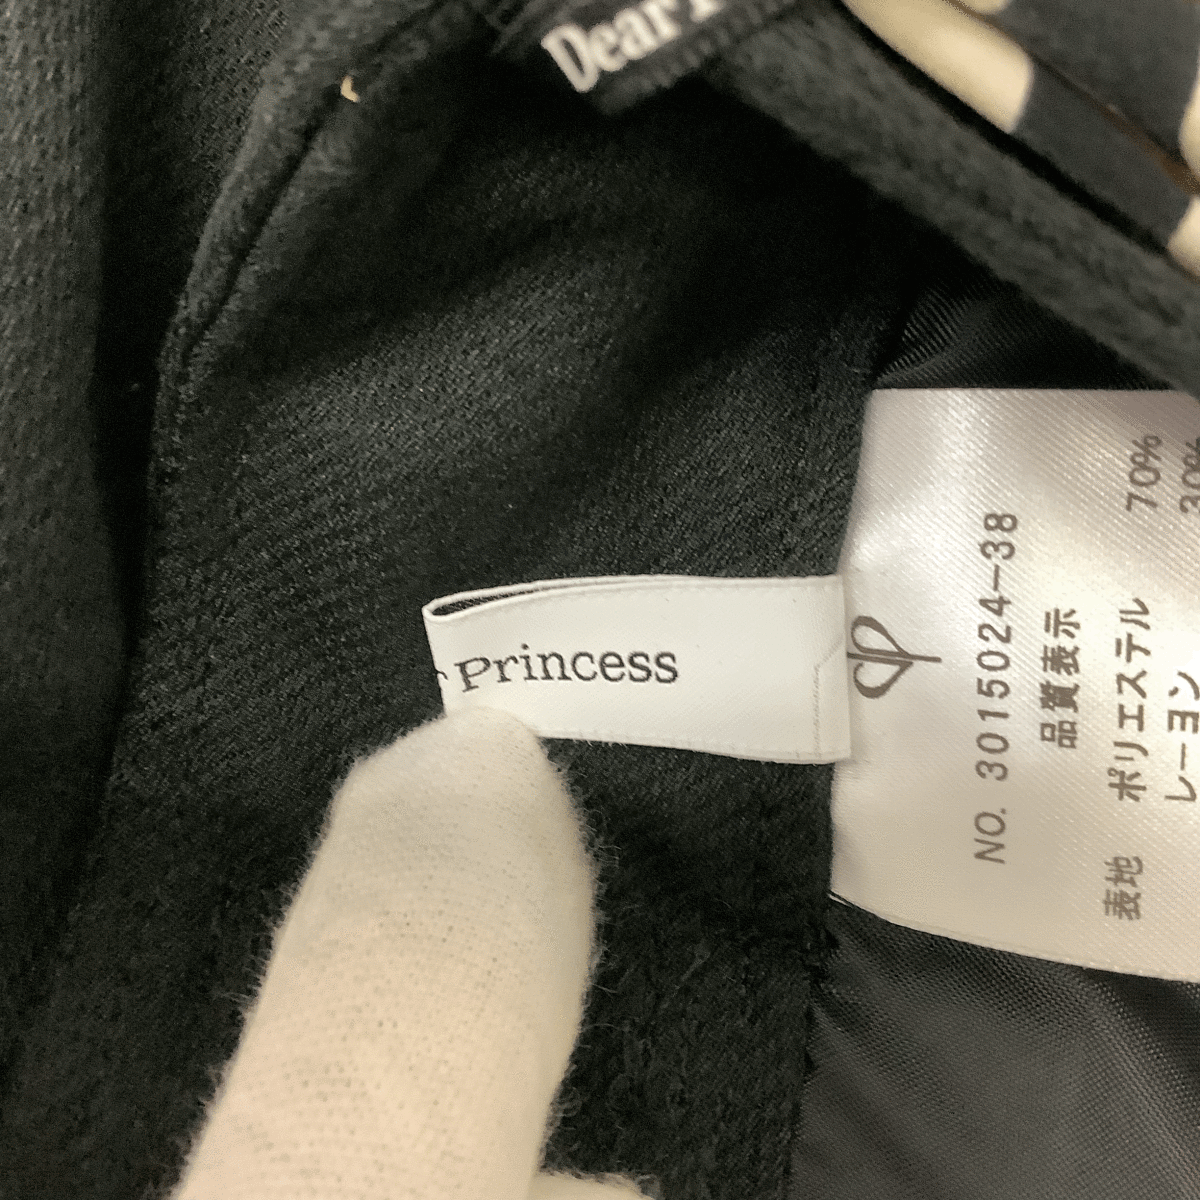 Dear
Princess
NO. 3015024-38
品質表示
表地 ポリエステル 70%
レーヨン 30%